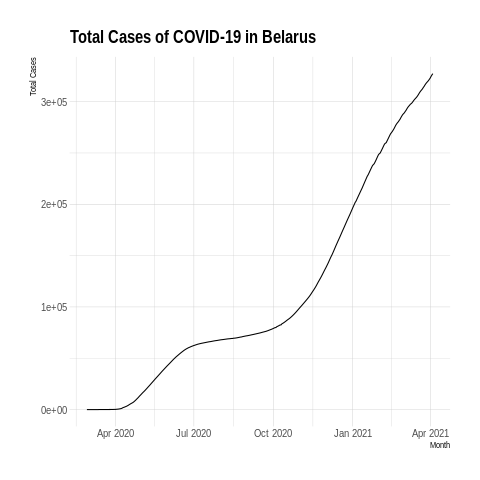 Total Cases of COVID-19 in Belarus
Total Cases
3e+05
2e+05
1e+05
0e+00
Apr 2020 Jul 2020 Oct 2020 Jan 2021 Apr 2021
Month